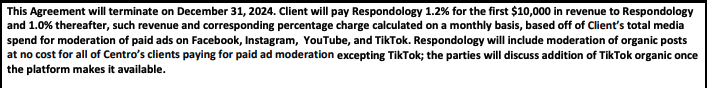 This Agreement will terminate on December 31, 2024. Client will pay Respondology 1.2% for the first $10,000 in revenue to Respondology
and 1.0% thereafter, such revenue and corresponding percentage charge calculated on a monthly basis, based off of Client's total media
spend for moderation of paid ads on Facebook, Instagram, YouTube, and TikTok. Respondology will include moderation of organic posts
at no cost for all of Centro's clients paying for paid ad moderation excepting TikTok; the parties will discuss addition of TikTok organic once
the platform makes it available.